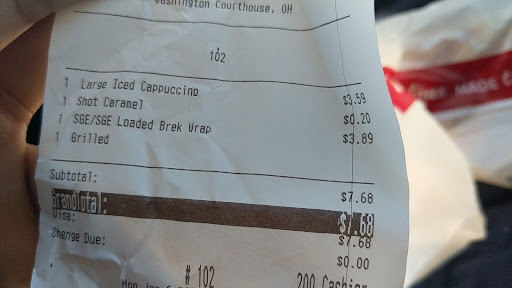 Washington Courthouse, OH
102
1 Large Iced Cappuccino $3.59
1 Shot Caramel $0.20
1 SGE/SGE Loaded Brek Wrap $3.89
1 Grilled
Subtotal: $7.68
GrandTotal: $7.68
Visa: $7.68
Change Due: $0.00
# 102 200 Cashier
MADE